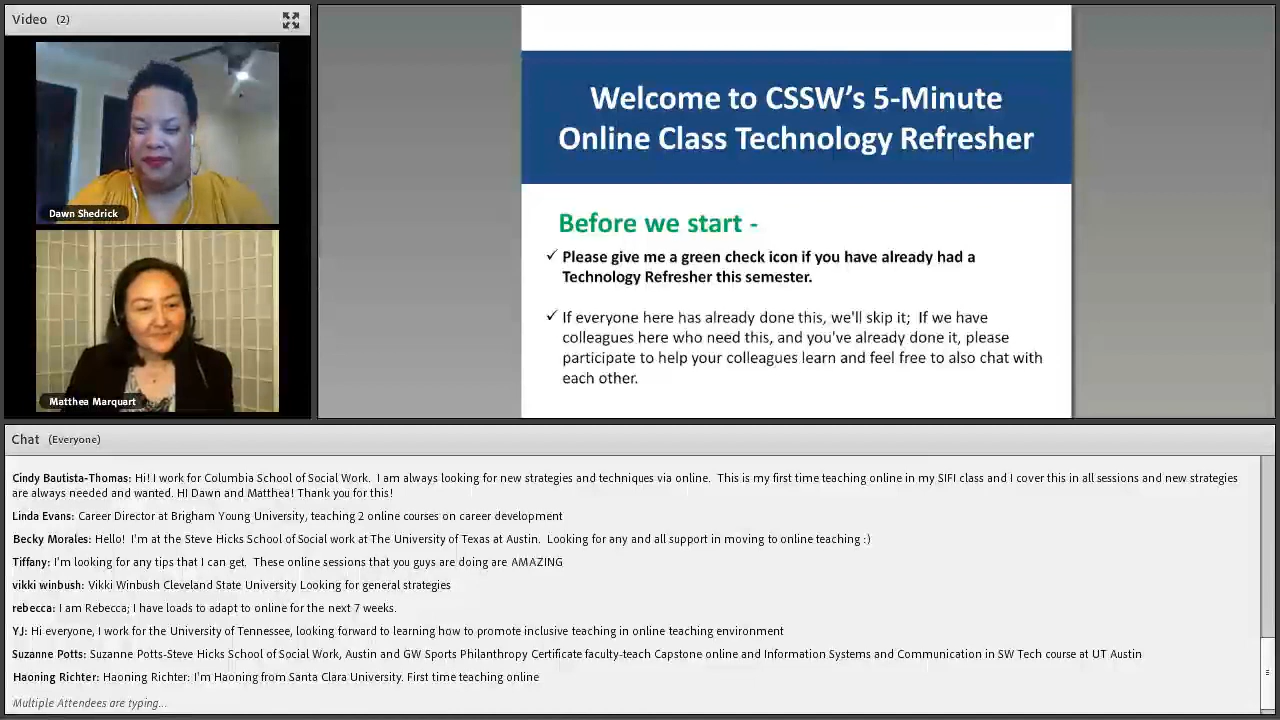 Video (2)
Dawn Shedrick
Matthea Marquart
Welcome to CSSW's 5-Minute
Online Class Technology Refresher
Before we start -
✓ Please give me a green check icon if you have already had a
Technology Refresher this semester.
✓ If everyone here has already done this, we'll skip it; If we have
colleagues here who need this, and you've already done it, please
participate to help your colleagues learn and feel free to also chat with
each other.
Chat (Everyone)
Cindy Bautista-Thomas: Hi! I work for Columbia School of Social Work. I am always looking for new strategies and techniques via online. This is my first time teaching online in my SIFI class and I cover this in all sessions and new strategies
are always needed and wanted. HI Dawn and Matthea! Thank you for this!
Linda Evans: Career Director at Brigham Young University, teaching 2 online courses on career development
Becky Morales: Hello! I'm at the Steve Hicks School of Social work at The University of Texas at Austin. Looking for any and all support in moving to online teaching :)
Tiffany: I'm looking for any tips that I can get. These online sessions that you guys are doing are AMAZING
vikki winbush: Vikki Winbush Cleveland State University Looking for general strategies
rebecca: I am Rebecca; I have loads to adapt to online for the next 7 weeks.
YJ: Hi everyone, I work for the University of Tennessee, looking forward to learning how to promote inclusive teaching in online teaching environment
Suzanne Potts: Suzanne Potts-Steve Hicks School of Social Work, Austin and GW Sports Philanthropy Certificate faculty-teach Capstone online and Information Systems and Communication in SW Tech course at UT Austin
Haoning Richter: Haoning Richter: I'm Haoning from Santa Clara University. First time teaching online
Multiple Attendees are typing...